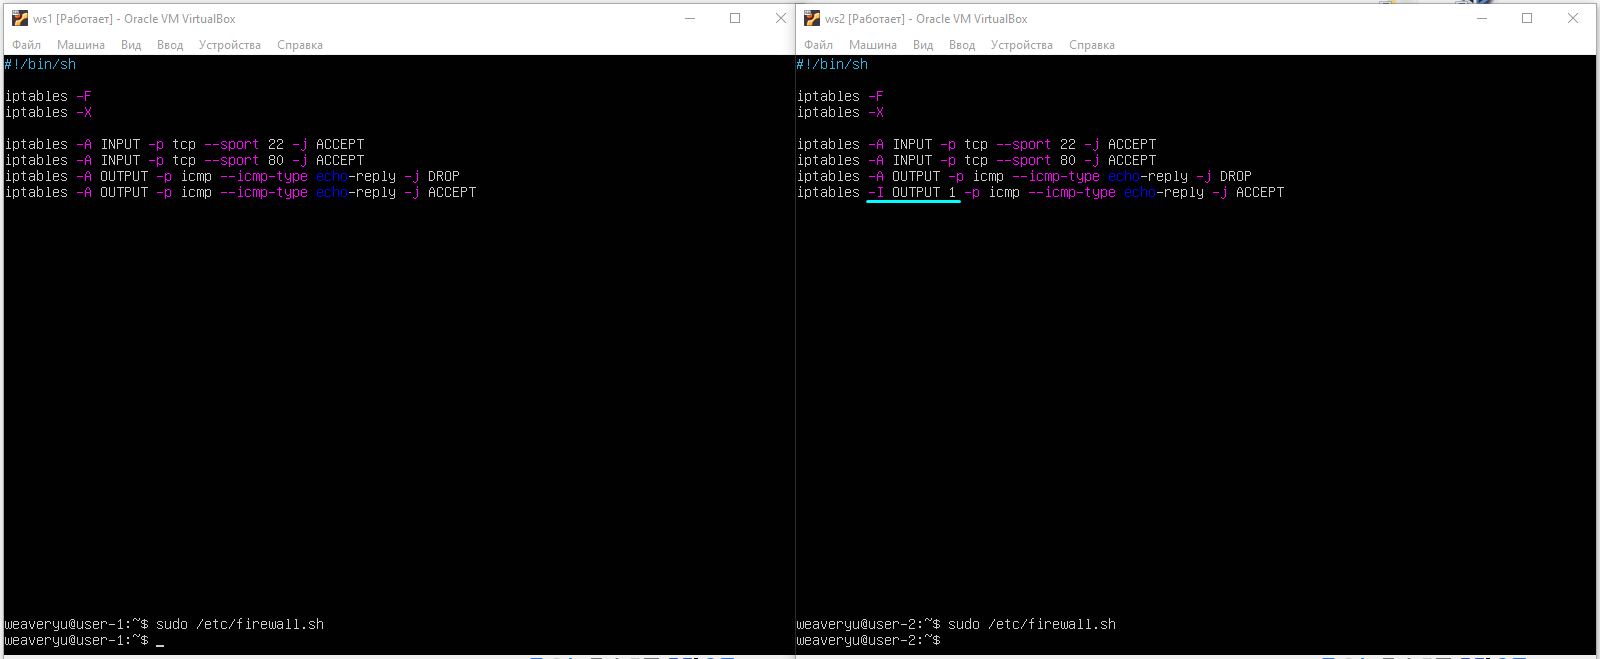 ws1 [Работает] - Oracle VM VirtualBox
Файл Машина Вид Ввод Устройства Справка
#!/bin/sh
iptables -F
iptables -X
iptables -A INPUT -p tcp --sport 22 -j ACCEPT
iptables -A INPUT -p tcp --sport 80 -j ACCEPT
iptables -A OUTPUT -p icmp --icmp-type echo-reply -j DROP
iptables -A OUTPUT -p icmp --icmp-type echo-reply -j ACCEPT
weaveryu@user-1:~$ sudo /etc/firewall.sh
weaveryu@user-1:~$ _
ws2 [Работает] - Oracle VM VirtualBox
Файл Машина Вид Ввод Устройства Справка
#!/bin/sh
iptables -F
iptables -X
iptables -A INPUT -p tcp --sport 22 -j ACCEPT
iptables -A INPUT -p tcp --sport 80 -j ACCEPT
iptables -A OUTPUT -p icmp --icmp-type echo-reply -j DROP
iptables -I OUTPUT 1 -p icmp --icmp-type echo-reply -j ACCEPT
weaveryu@user-2:~$ sudo /etc/firewall.sh
weaveryu@user-2:~$